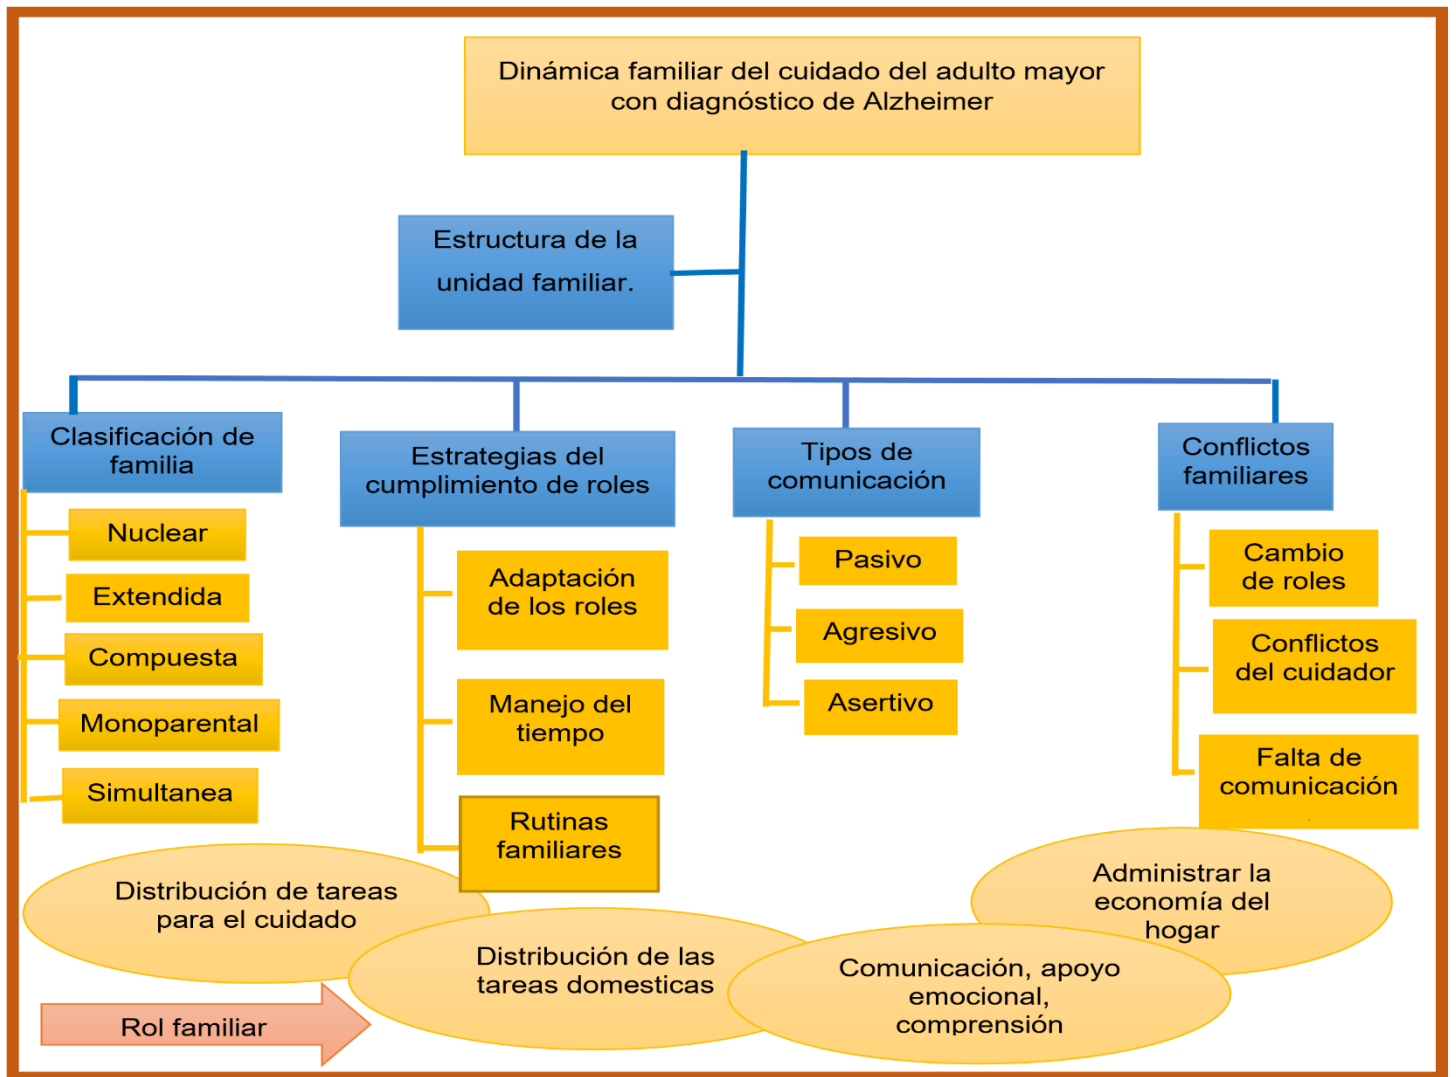 Dinámica familiar del cuidado del adulto mayor
con diagnóstico de Alzheimer
Estructura de la
unidad familiar.
Clasificación de
familia
Nuclear
Extendida
Compuesta
Monoparental
Simultanea
Estrategias del
cumplimiento de roles
Adaptación
de los roles
Manejo del
tiempo
Rutinas
familiares
Tipos de
comunicación
Pasivo
Agresivo
Asertivo
Conflictos
familiares
Cambio
de roles
Conflictos
del cuidador
Falta de
comunicación
.
Distribución de tareas
para el cuidado
Distribución de las
tareas domesticas
Comunicación, apoyo
emocional,
comprensión
Administrar la
economía del
hogar
Rol familiar